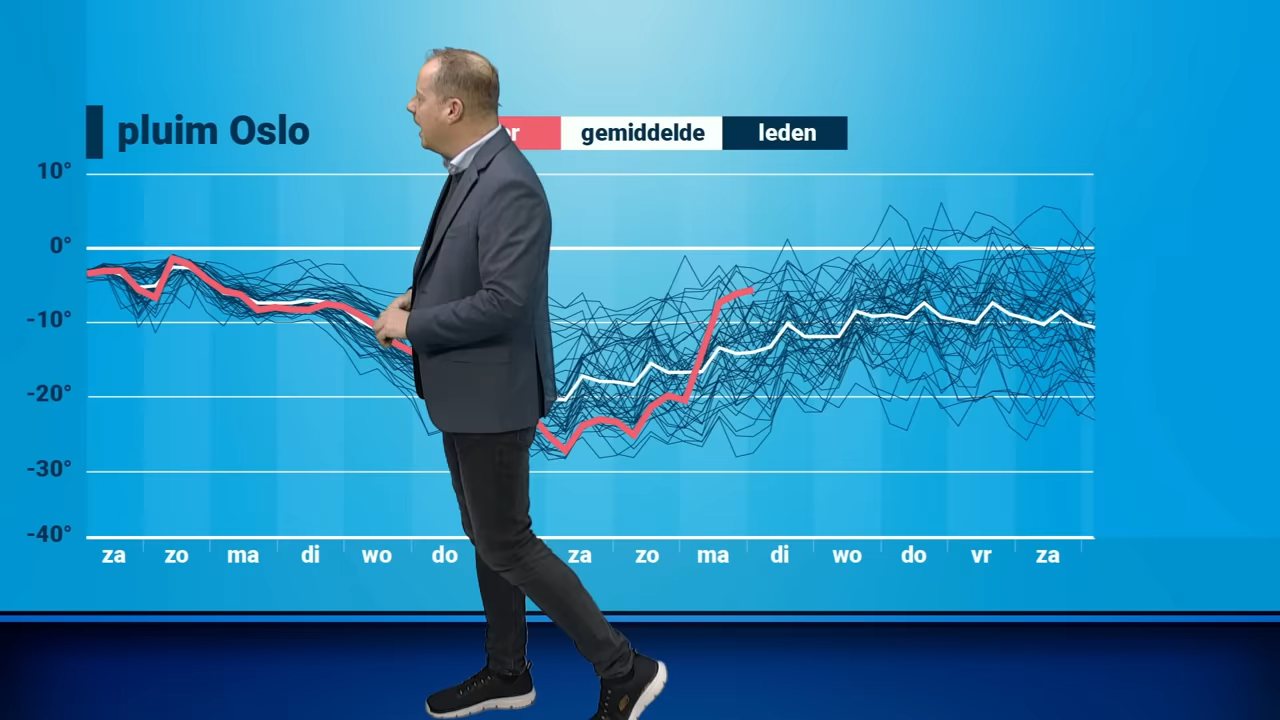 pluim Oslo
gemiddelde leden
10°
0°
-10°
-20°
-30°
-40°
za zo ma di wo do za zo ma di wo do vr za